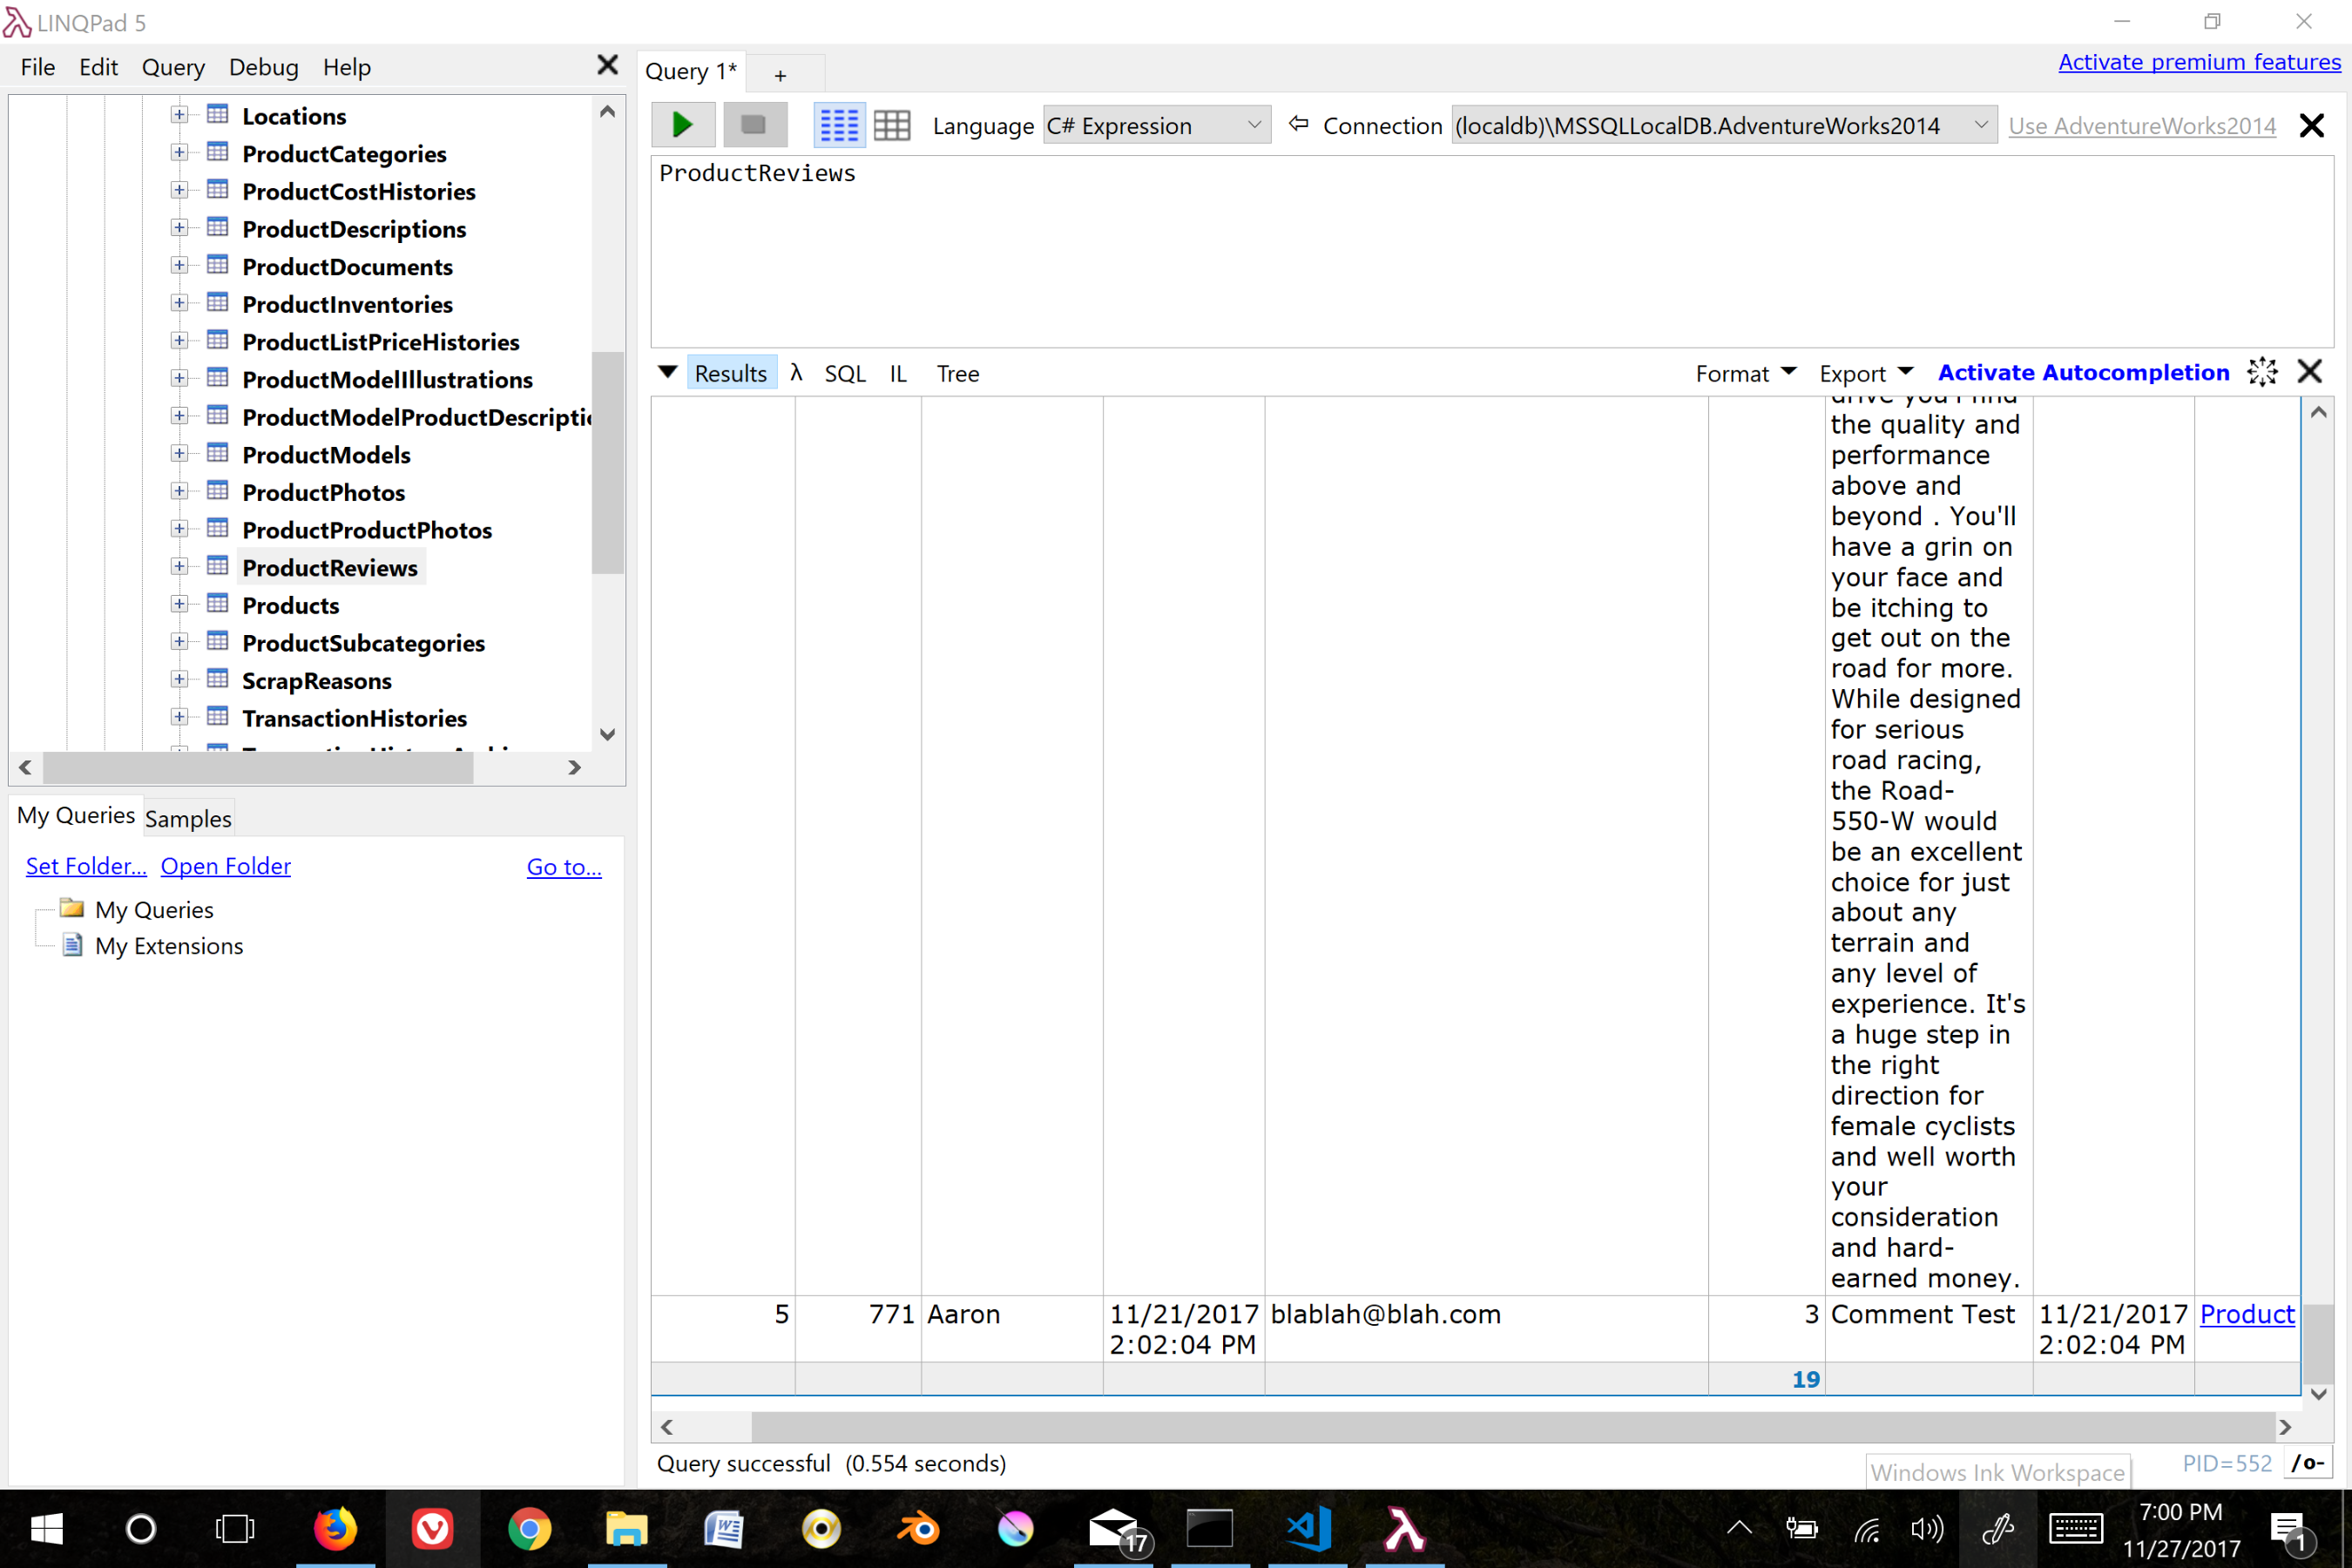 LINQPad 5
File Edit Query Debug Help
Query 1* +
Activate premium features
Language C# Expression Connection (localdb)\MSSQLLocalDB.AdventureWorks2014 Use AdventureWorks2014
Locations
ProductCategories
ProductCostHistories
ProductDescriptions
ProductDocuments
ProductInventories
ProductListPriceHistories
ProductModelIllustrations
ProductModelProductDescriptio
ProductModels
ProductPhotos
ProductProductPhotos
ProductReviews
Products
ProductSubcategories
ScrapReasons
TransactionHistories
My Queries Samples
Set Folder... Open Folder Go to...
My Queries
My Extensions
ProductReviews
Results λ SQL IL Tree Format Export Activate Autocompletion
drive you'll find
the quality and
performance
above and
beyond . You'll
have a grin on
your face and
be itching to
get out on the
road for more.
While designed
for serious
road racing,
the Road-
550-W would
be an excellent
choice for just
about any
terrain and
any level of
experience. It's
a huge step in
the right
direction for
female cyclists
and well worth
your
consideration
and hard-
earned money.
5 771 Aaron 11/21/2017 blablah@blah.com 3 Comment Test 11/21/2017 Product
2:02:04 PM 2:02:04 PM
19
Query successful (0.554 seconds)
Windows Ink Workspace PID=552 /o-
17
7:00 PM
11/27/2017
1